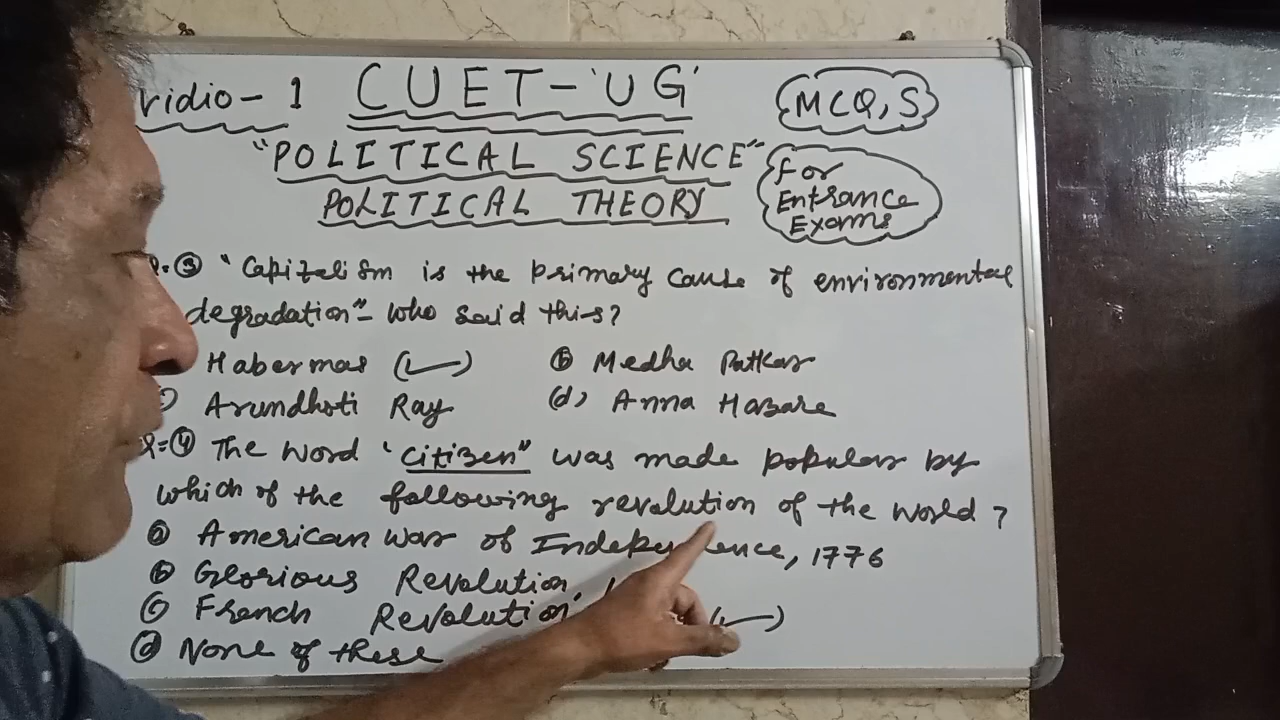 vidio - 1 CUET - 'UG' MCQ,S
"POLITICAL SCIENCE"
POLITICAL THEORY
For
Entrance
Exams
③ "Capitalism is the primary cause of environmental
degradation" - who said this?
Habermas (✓) ⓑ Medha Patkar
Arundhoti Ray (d) Anna Hazare
Q=④ The word "citizen" was made popular by
which of the following revolution of the world?
ⓐ American war of Independence, 1776
ⓑ Glorious Revolution,
ⓒ French Revolution, (✓)
ⓓ None of these